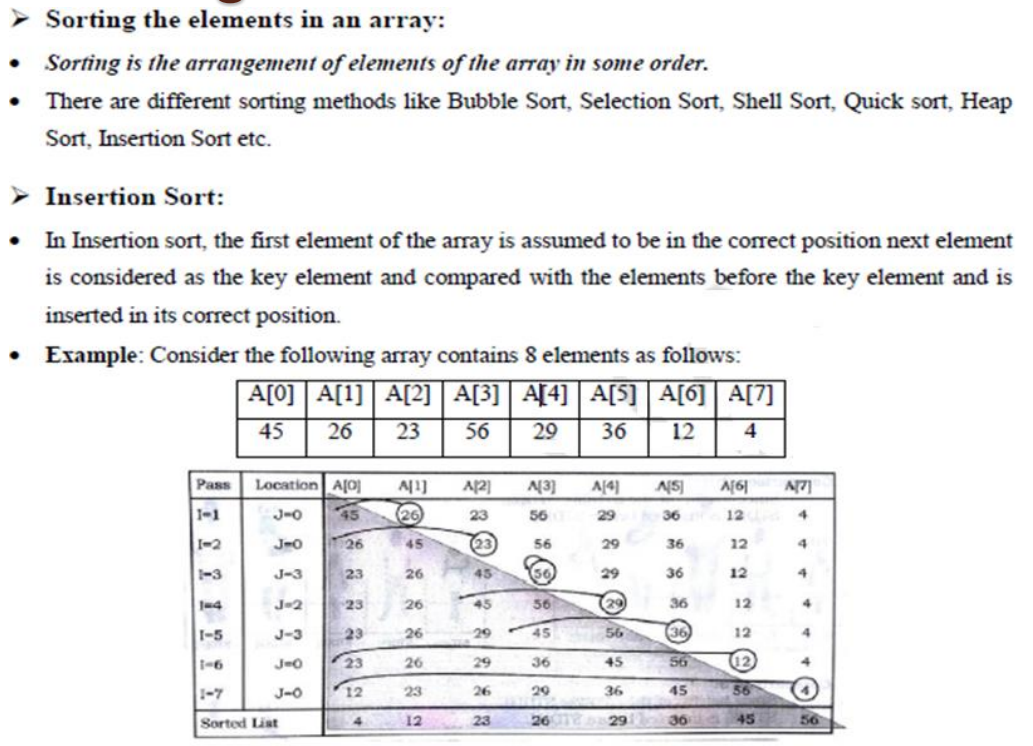 ➢ Sorting the elements in an array:
• Sorting is the arrangement of elements of the array in some order.
• There are different sorting methods like Bubble Sort, Selection Sort, Shell Sort, Quick sort, Heap
Sort, Insertion Sort etc.
➢ Insertion Sort:
• In Insertion sort, the first element of the array is assumed to be in the correct position next element
is considered as the key element and compared with the elements before the key element and is
inserted in its correct position.
• Example: Consider the following array contains 8 elements as follows:
A[0] A[1] A[2] A[3] A[4] A[5] A[6] A[7]
45 26 23 56 29 36 12 4
Pass Location A[0] A[1] A[2] A[3] A[4] A[5] A[6] A[7]
I=1 J=0 45 26 23 56 29 36 12 4
I=2 J=0 26 45 23 56 29 36 12 4
I=3 J=3 23 26 45 56 29 36 12 4
I=4 J=2 23 26 45 56 29 36 12 4
I=5 J=3 23 26 29 45 56 36 12 4
I=6 J=0 23 26 29 36 45 56 12 4
I=7 J=0 12 23 26 29 36 45 56 4
Sorted List 4 12 23 26 29 36 45 56